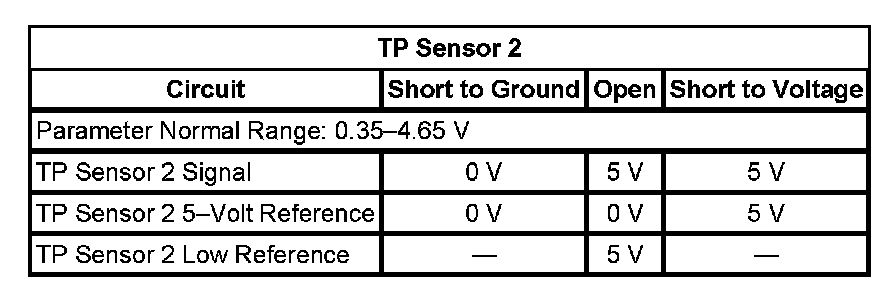 TP Sensor 2
Circuit Short to Ground Open Short to Voltage
Parameter Normal Range: 0.35–4.65 V
TP Sensor 2 Signal 0 V 5 V 5 V
TP Sensor 2 5–Volt Reference 0 V 0 V 5 V
TP Sensor 2 Low Reference — 5 V —